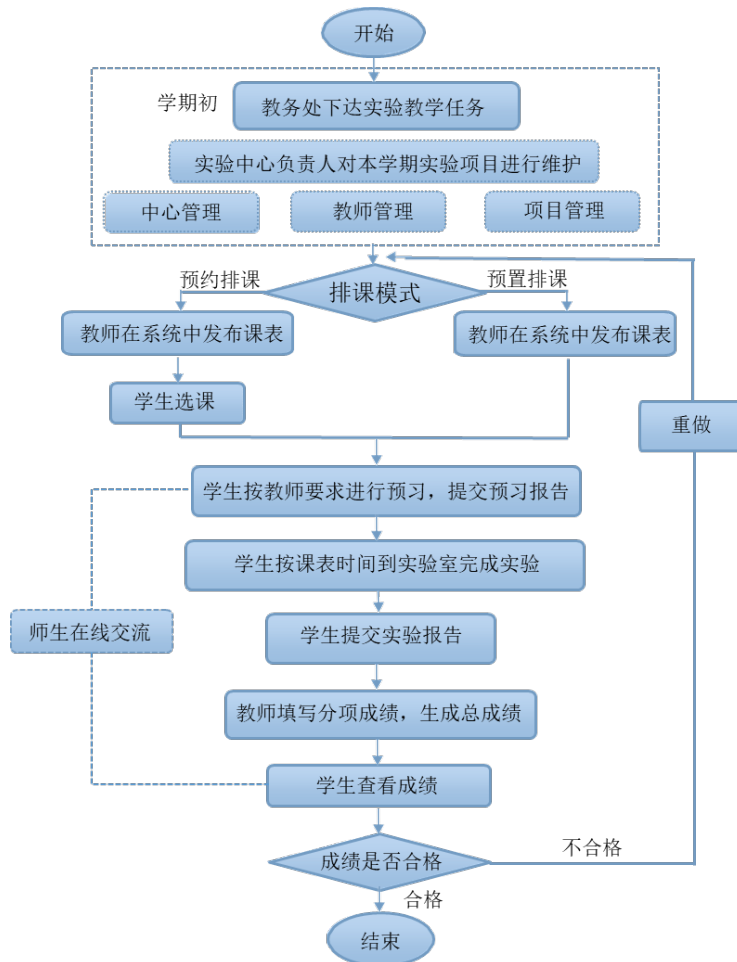 开始
学期初
教务处下达实验教学任务
实验中心负责人对本学期实验项目进行维护
中心管理
教师管理
项目管理
预约排课
排课模式
预置排课
教师在系统中发布课表
教师在系统中发布课表
学生选课
重做
学生按教师要求进行预习，提交预习报告
学生按课表时间到实验室完成实验
师生在线交流
学生提交实验报告
教师填写分项成绩，生成总成绩
学生查看成绩
成绩是否合格
不合格
合格
结束